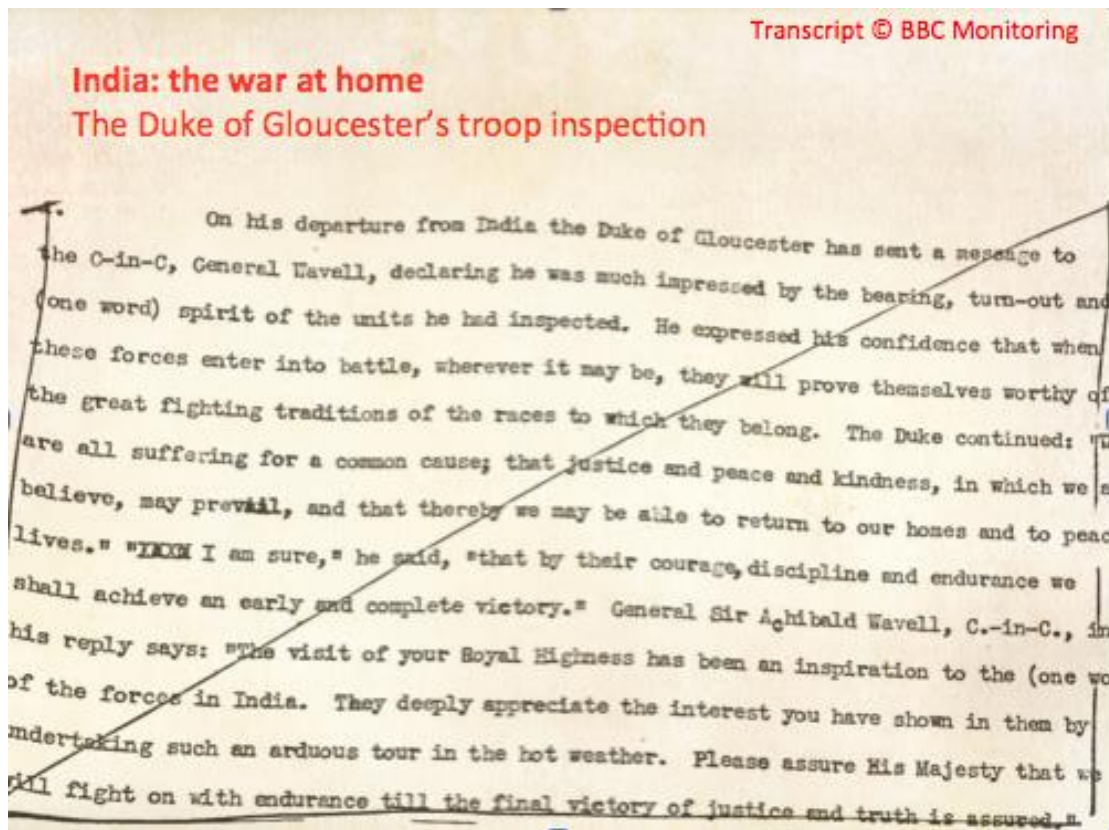 Transcript © BBC Monitoring
India: the war at home
The Duke of Gloucester’s troop inspection
On his departure from India the Duke of Gloucester has sent a message to
the C-in-C, General Wavell, declaring he was much impressed by the bearing, turn-out and
(one word) spirit of the units he had inspected. He expressed his confidence that when
these forces enter into battle, wherever it may be, they will prove themselves worthy of
the great fighting traditions of the races to which they belong. The Duke continued:
are all suffering for a common cause; that justice and peace and kindness, in which we
believe, may prevail, and that thereby we may be able to return to our homes and to peac
lives." " I am sure," he said, "that by their courage, discipline and endurance we
shall achieve an early and complete victory." General Sir Achibald Wavell, C.-in-C., in
his reply says: "The visit of your Royal Highness has been an inspiration to the (one wo
of the forces in India. They deeply appreciate the interest you have shown in them by
undertaking such an arduous tour in the hot weather. Please assure His Majesty that we
will fight on with endurance till the final victory of justice and truth is assured."